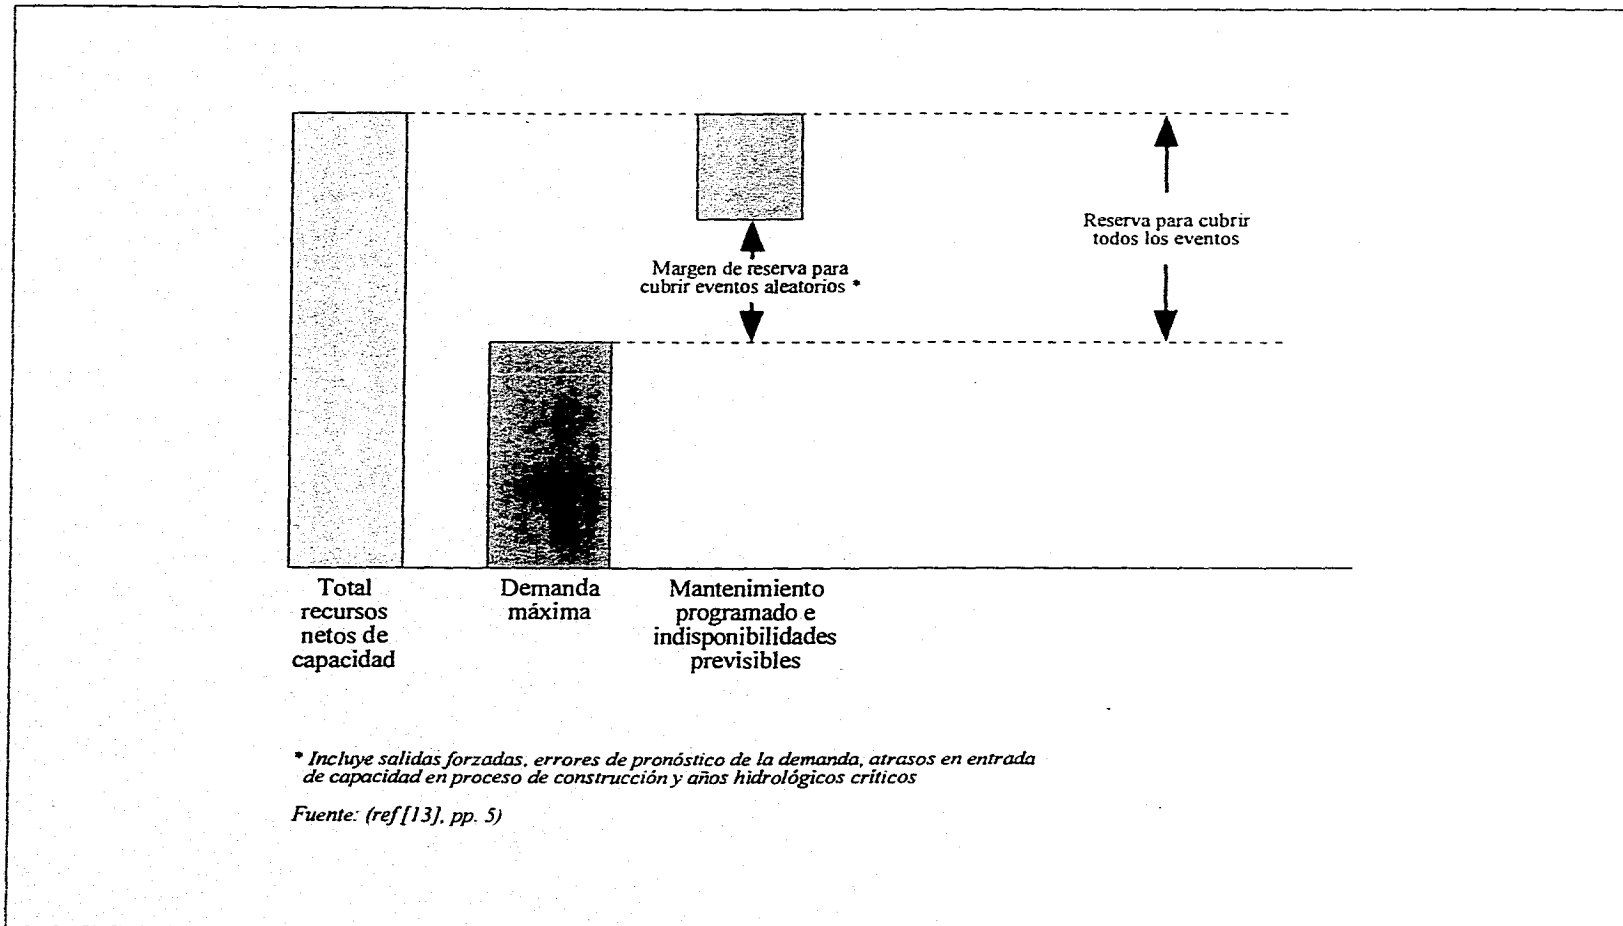 Reserva para cubrir
todos los eventos
Margen de reserva para
cubrir eventos aleatorios *
Total
recursos
netos de
capacidad
Demanda
máxima
Mantenimiento
programado e
indisponibilidades
previsibles
* Incluye salidas forzadas, errores de pronóstico de la demanda, atrasos en entrada
de capacidad en proceso de construcción y años hidrológicos críticos
Fuente: (ref [13], pp. 5)